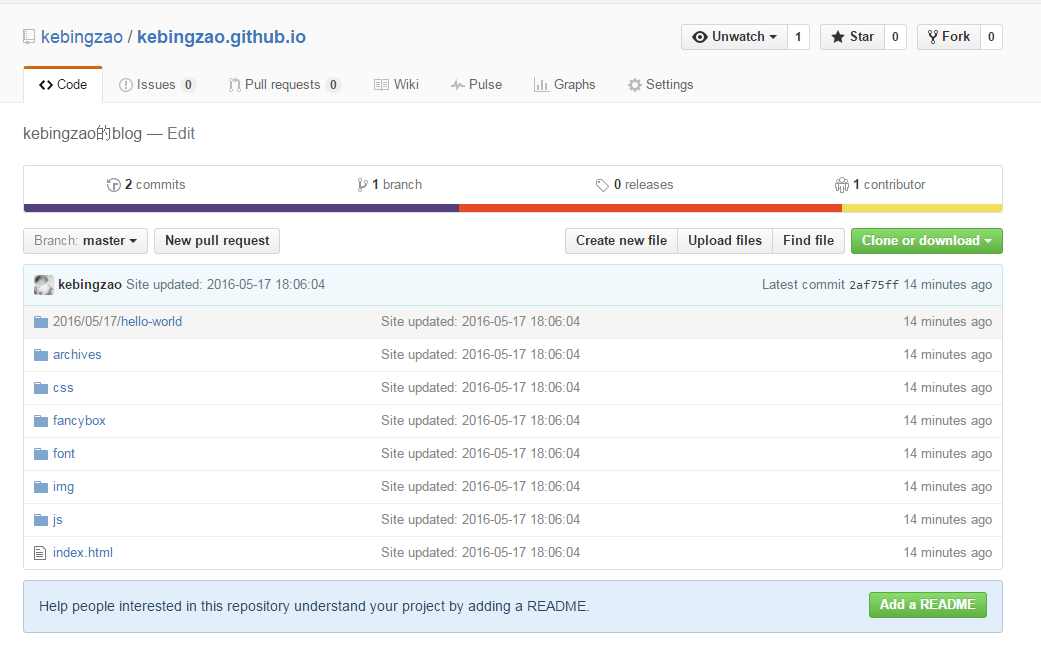 kebingzao / kebingzao.github.io
Unwatch 1 Star 0 Fork 0
Code Issues 0 Pull requests 0 Wiki Pulse Graphs Settings
kebingzao的blog — Edit
2 commits 1 branch 0 releases 1 contributor
Branch: master New pull request Create new file Upload files Find file Clone or download
kebingzao Site updated: 2016-05-17 18:06:04 Latest commit 2af75ff 14 minutes ago
2016/05/17/hello-world Site updated: 2016-05-17 18:06:04 14 minutes ago
archives Site updated: 2016-05-17 18:06:04 14 minutes ago
css Site updated: 2016-05-17 18:06:04 14 minutes ago
fancybox Site updated: 2016-05-17 18:06:04 14 minutes ago
font Site updated: 2016-05-17 18:06:04 14 minutes ago
img Site updated: 2016-05-17 18:06:04 14 minutes ago
js Site updated: 2016-05-17 18:06:04 14 minutes ago
index.html Site updated: 2016-05-17 18:06:04 14 minutes ago
Help people interested in this repository understand your project by adding a README. Add a README